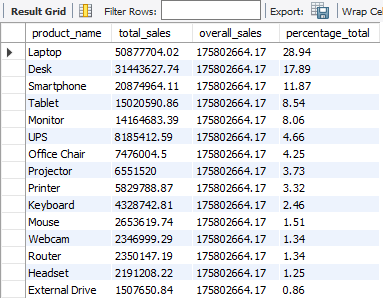 Result Grid Filter Rows: Export: Wrap Cel
product_name total_sales overall_sales percentage_total
Laptop 50877704.02 175802664.17 28.94
Desk 31443627.74 175802664.17 17.89
Smartphone 20874964.11 175802664.17 11.87
Tablet 15020590.86 175802664.17 8.54
Monitor 14164683.39 175802664.17 8.06
UPS 8185412.59 175802664.17 4.66
Office Chair 7476004.5 175802664.17 4.25
Projector 6551520 175802664.17 3.73
Printer 5829788.87 175802664.17 3.32
Keyboard 4328742.81 175802664.17 2.46
Mouse 2653619.74 175802664.17 1.51
Webcam 2346999.29 175802664.17 1.34
Router 2350147.19 175802664.17 1.34
Headset 2191208.22 175802664.17 1.25
External Drive 1507650.84 175802664.17 0.86